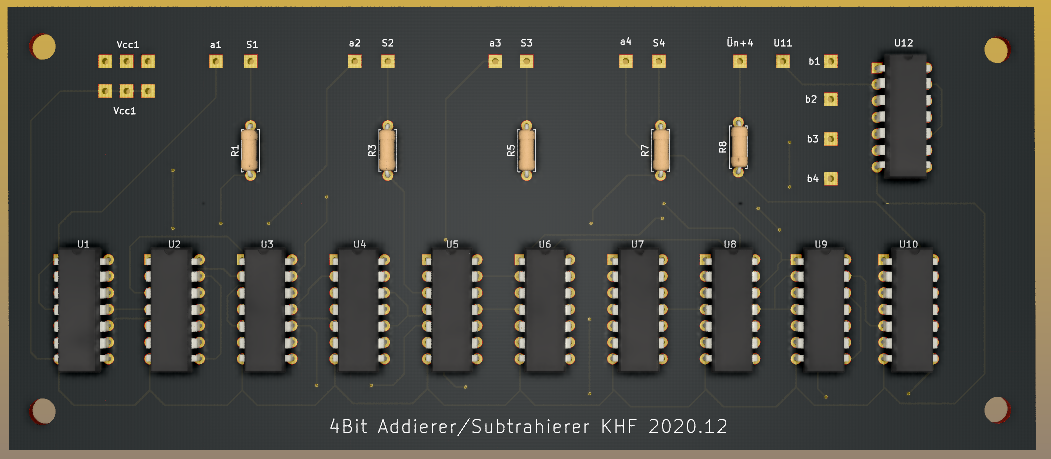 Vcc1 a1 S1 a2 S2 a3 S3 a4 S4 Ün+4 U11 U12
b1
b2
Vcc1
b3
R1 R3 R5 R7 R8
b4
U1 U2 U3 U4 U5 U6 U7 U8 U9 U10
4Bit Addierer/Subtrahierer KHF 2020.12